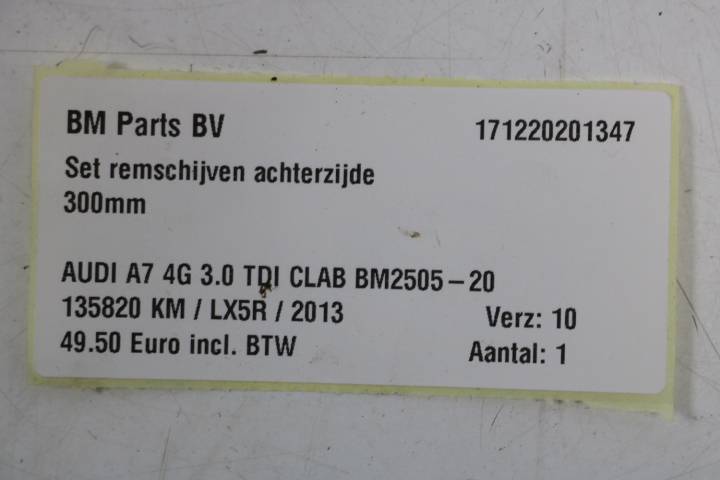 BM Parts BV 171220201347
Set remschijven achterzijde
300mm
AUDI A7 4G 3.0 TDI CLAB BM2505-20
135820 KM / LX5R / 2013 Verz: 10
49.50 Euro incl. BTW Aantal: 1